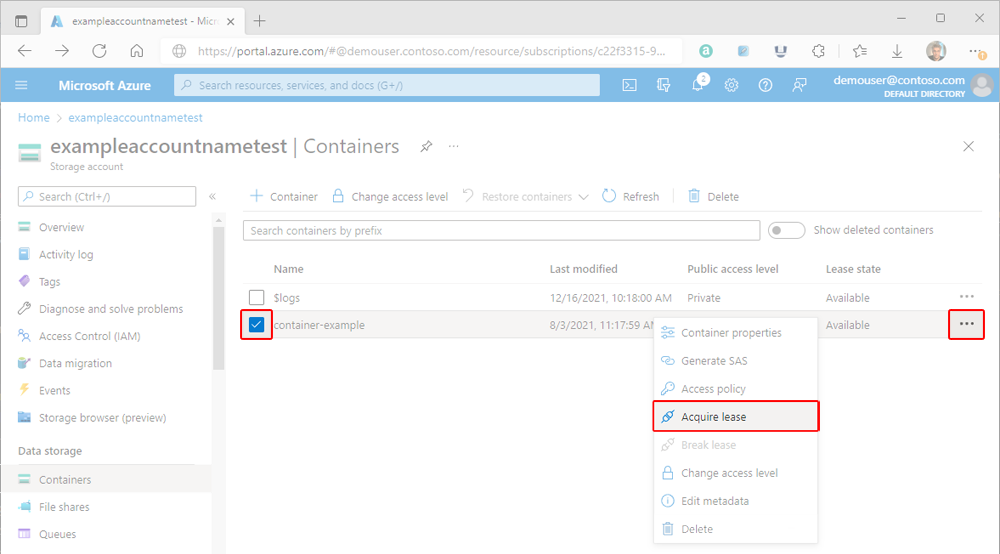 exampleaccountnametest - Micr
https://portal.azure.com/#@demouser.contoso.com/resource/subscriptions/c22f3315-9...
Microsoft Azure
Search resources, services, and docs (G+/)
2
demouser@contoso.com
DEFAULT DIRECTORY
Home > exampleaccountnametest
exampleaccountnametest | Containers
Storage account
Search (Ctrl+/)
Container
Change access level
Restore containers
Refresh
Delete
Search containers by prefix
Show deleted containers
Overview
Activity log
Tags
Diagnose and solve problems
Access Control (IAM)
Data migration
Events
Storage browser (preview)
Data storage
Containers
File shares
Queues
Name Last modified Public access level Lease state
$logs 12/16/2021, 10:18:00 AM Private Available
container-example 8/3/2021, 11:17:59 AM Available
Container properties
Generate SAS
Access policy
Acquire lease
Break lease
Change access level
Edit metadata
Delete